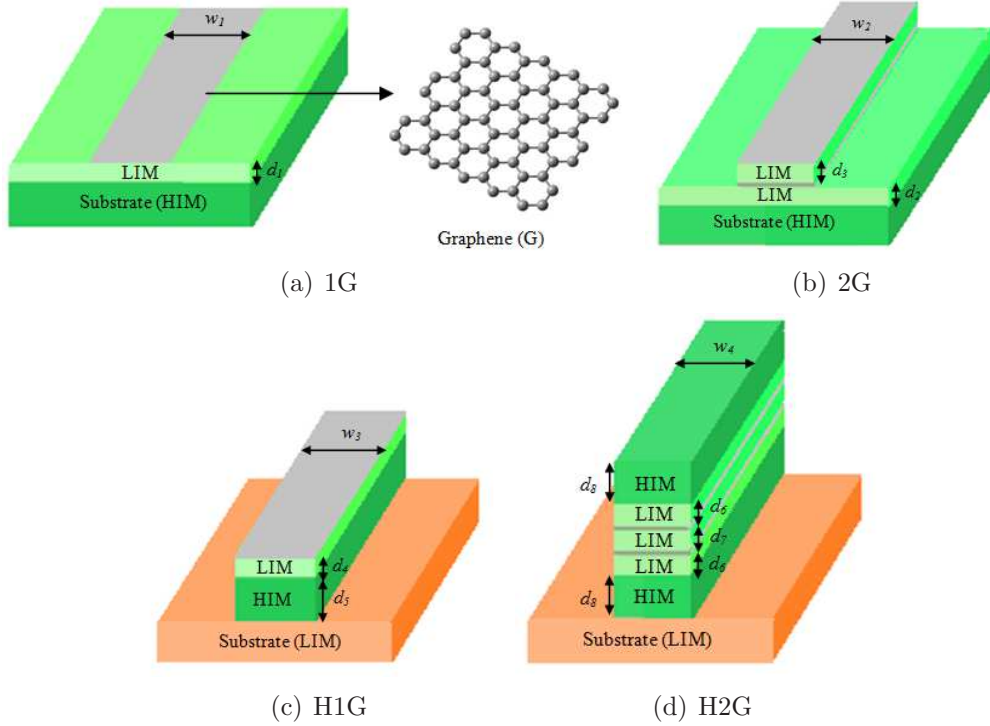 w₁
LIM
d₁
Substrate (HIM)
Graphene (G)
(a) 1G
w₂
LIM
d₃
LIM
d₂
Substrate (HIM)
(b) 2G
w₃
LIM
d₄
HIM
d₅
Substrate (LIM)
(c) H1G
w₄
d₈
HIM
LIM
d₆
LIM
d₇
LIM
d₆
d₈
HIM
Substrate (LIM)
(d) H2G